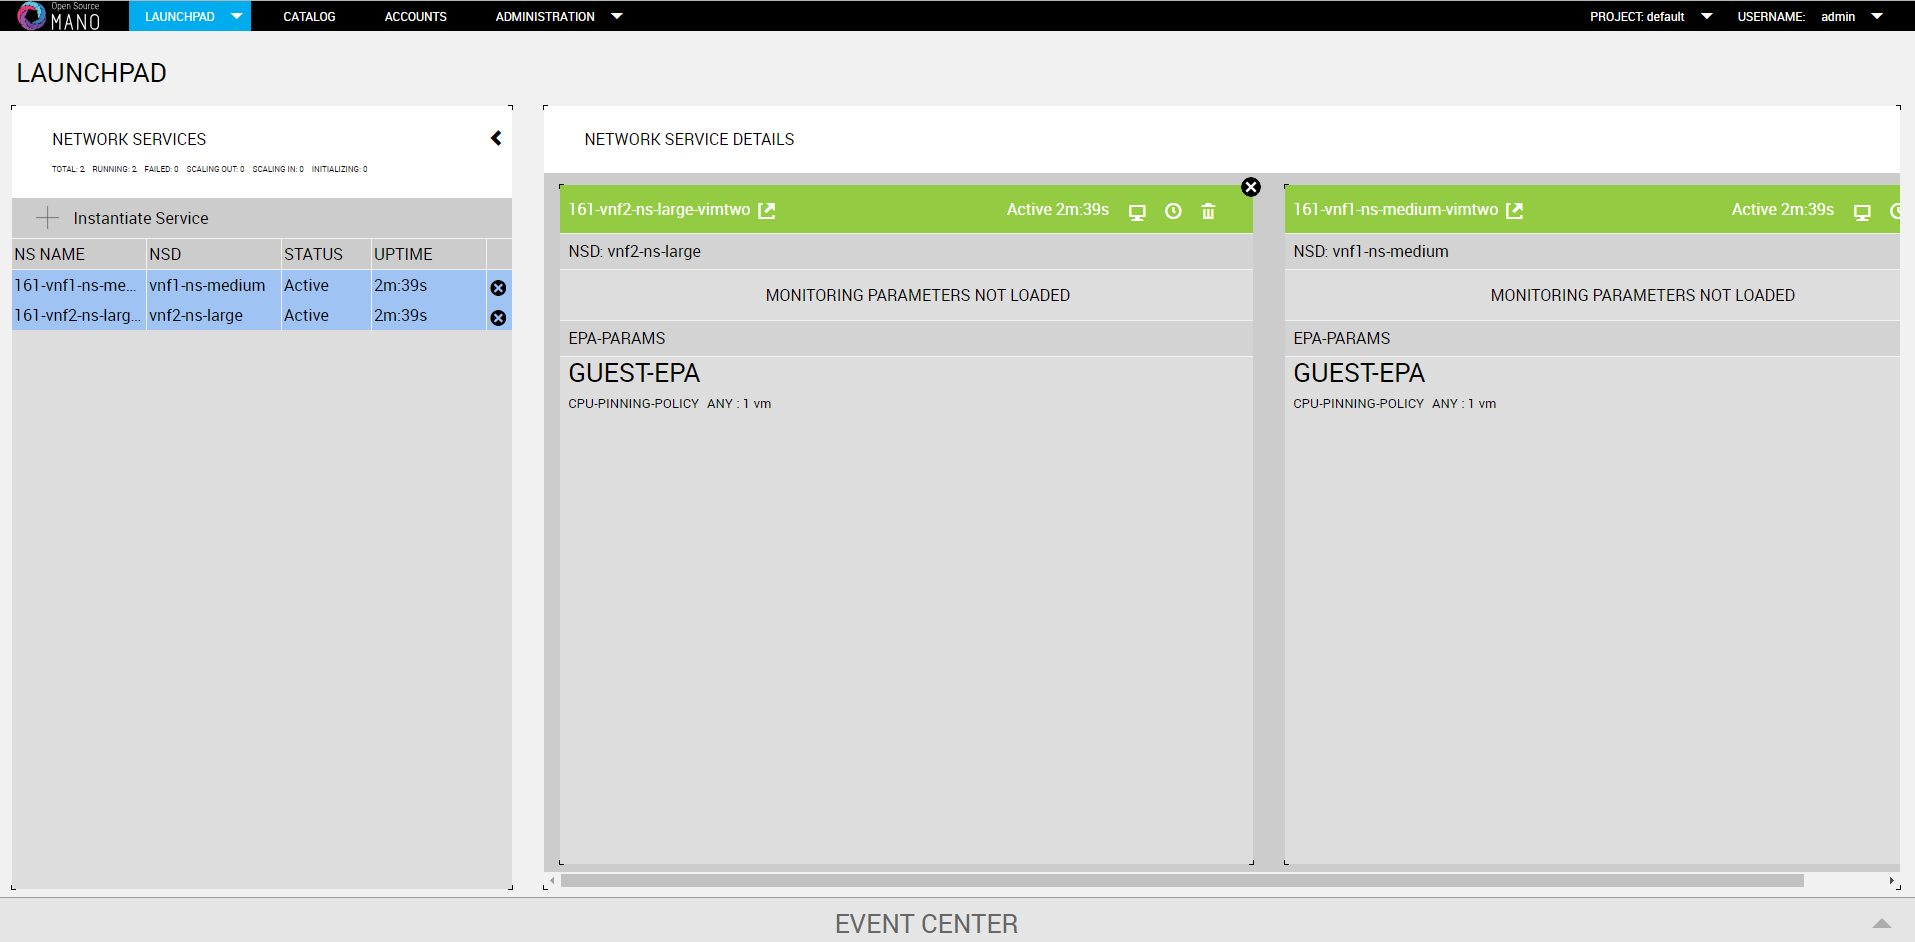 Open Source
MANO
LAUNCHPAD CATALOG ACCOUNTS ADMINISTRATION PROJECT: default USERNAME: admin
LAUNCHPAD
NETWORK SERVICES
TOTAL: 2 RUNNING: 2 FAILED: 0 SCALING OUT: 0 SCALING IN: 0 INITIALIZING: 0
Instantiate Service
NS NAME NSD STATUS UPTIME
161-vnf1-ns-me... vnf1-ns-medium Active 2m:39s
161-vnf2-ns-larg... vnf2-ns-large Active 2m:39s
NETWORK SERVICE DETAILS
161-vnf2-ns-large-vimtwo Active 2m:39s
NSD: vnf2-ns-large
MONITORING PARAMETERS NOT LOADED
EPA-PARAMS
GUEST-EPA
CPU-PINNING-POLICY ANY : 1 vm
161-vnf1-ns-medium-vimtwo Active 2m:39s
NSD: vnf1-ns-medium
MONITORING PARAMETERS NOT LOADED
EPA-PARAMS
GUEST-EPA
CPU-PINNING-POLICY ANY : 1 vm
EVENT CENTER